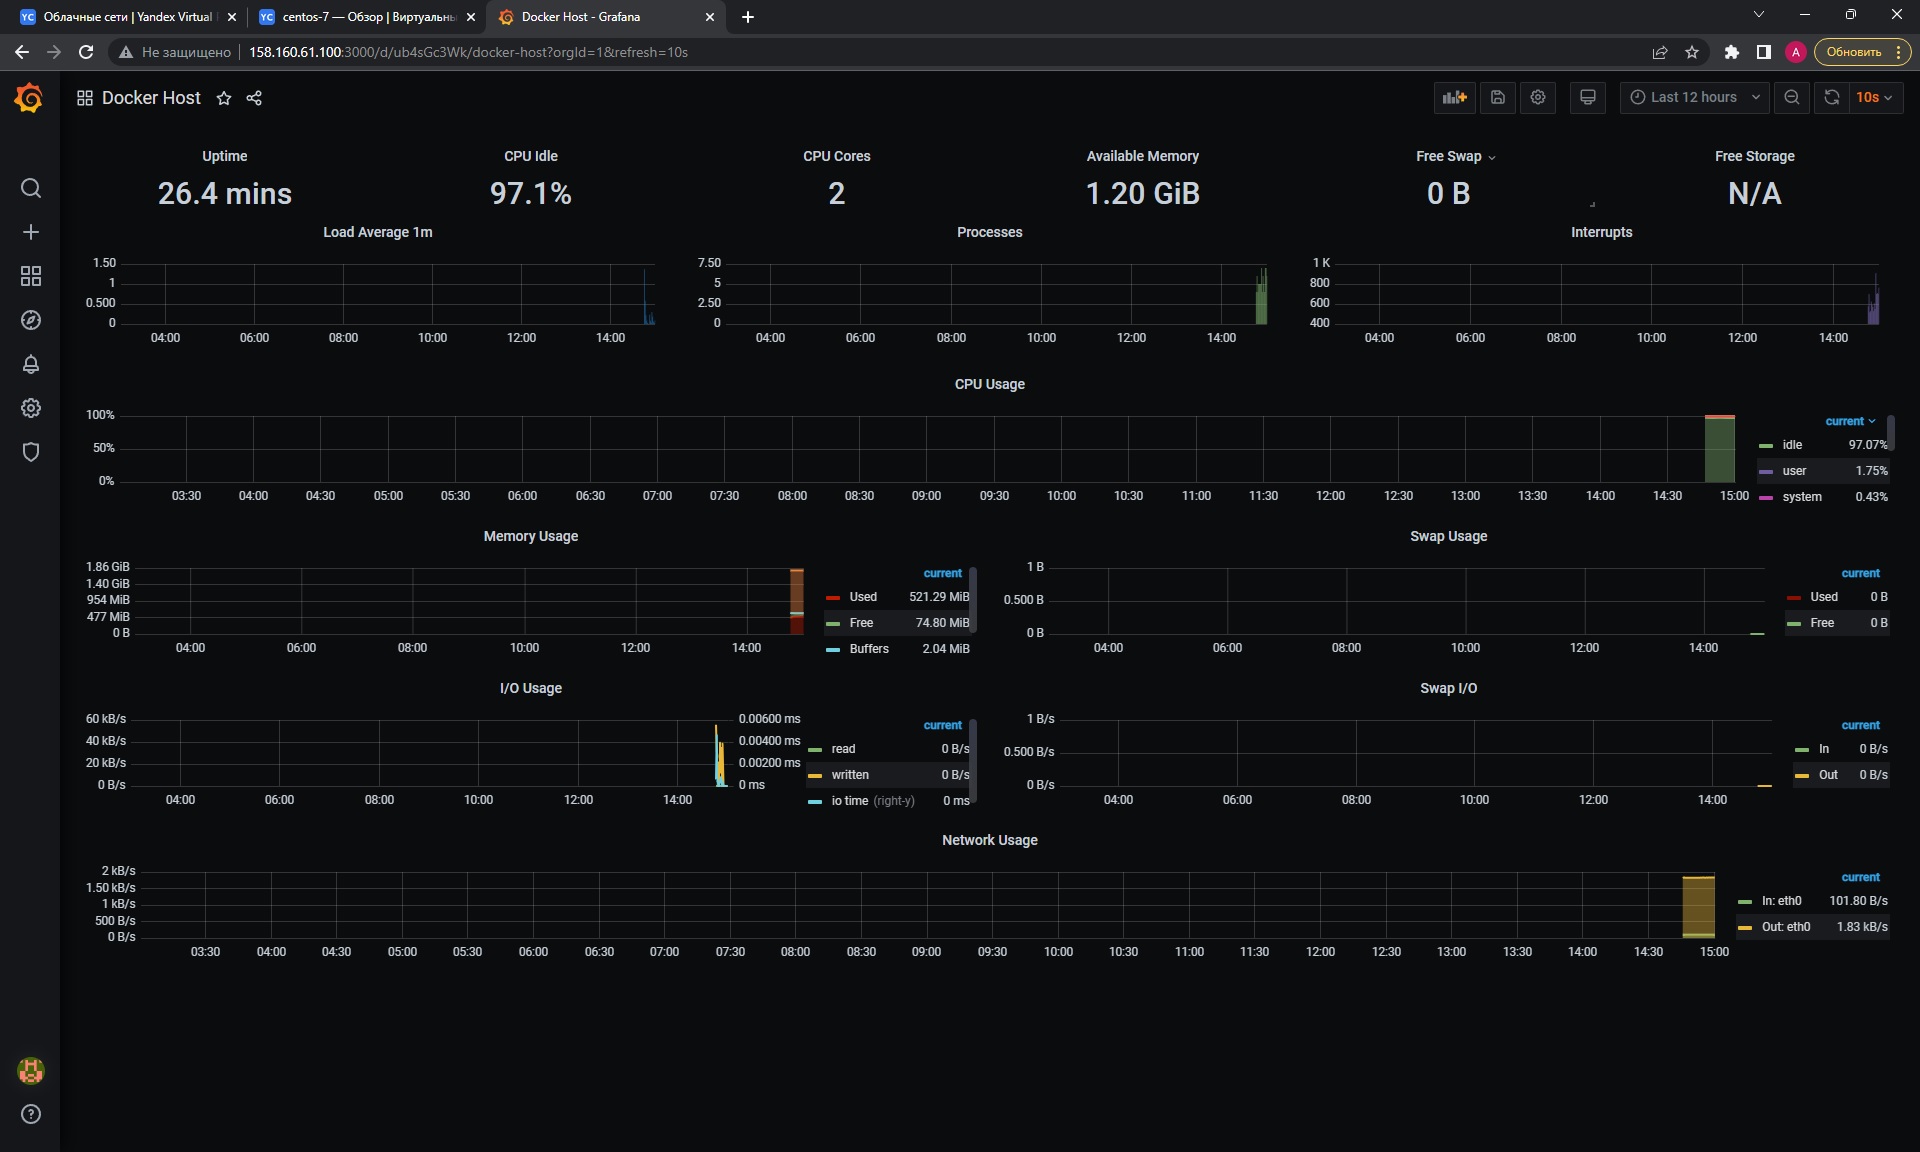 Облачные сети | Yandex Virtual
centos-7 — Обзор | Виртуальны
Docker Host - Grafana
Не защищено
158.160.61.100:3000/d/ub4sGc3Wk/docker-host?orgId=1&refresh=10s
A
Обновить
Docker Host
Last 12 hours
10s
Uptime
26.4 mins
CPU Idle
97.1%
CPU Cores
2
Available Memory
1.20 GiB
Free Swap
0 B
Free Storage
N/A
Load Average 1m
1.50
1
0.500
0
04:00 06:00 08:00 10:00 12:00 14:00
Processes
7.50
5
2.50
0
04:00 06:00 08:00 10:00 12:00 14:00
Interrupts
1 K
800
600
400
04:00 06:00 08:00 10:00 12:00 14:00
CPU Usage
100%
50%
0%
03:30 04:00 04:30 05:00 05:30 06:00 06:30 07:00 07:30 08:00 08:30 09:00 09:30 10:00 10:30 11:00 11:30 12:00 12:30 13:00 13:30 14:00 14:30 15:00
current
idle 97.07%
user 1.75%
system 0.43%
Memory Usage
1.86 GiB
1.40 GiB
954 MiB
477 MiB
0 B
04:00 06:00 08:00 10:00 12:00 14:00
current
Used 521.29 MiB
Free 74.80 MiB
Buffers 2.04 MiB
Swap Usage
1 B
0.500 B
0 B
04:00 06:00 08:00 10:00 12:00 14:00
current
Used 0 B
Free 0 B
I/O Usage
60 kB/s
40 kB/s
20 kB/s
0 B/s
0.00600 ms
0.00400 ms
0.00200 ms
0 ms
04:00 06:00 08:00 10:00 12:00 14:00
current
read 0 B/s
written 0 B/s
io time (right-y) 0 ms
Swap I/O
1 B/s
0.500 B/s
0 B/s
04:00 06:00 08:00 10:00 12:00 14:00
current
In 0 B/s
Out 0 B/s
Network Usage
2 kB/s
1.50 kB/s
1 kB/s
500 B/s
0 B/s
03:30 04:00 04:30 05:00 05:30 06:00 06:30 07:00 07:30 08:00 08:30 09:00 09:30 10:00 10:30 11:00 11:30 12:00 12:30 13:00 13:30 14:00 14:30 15:00
current
In: eth0 101.80 B/s
Out: eth0 1.83 kB/s